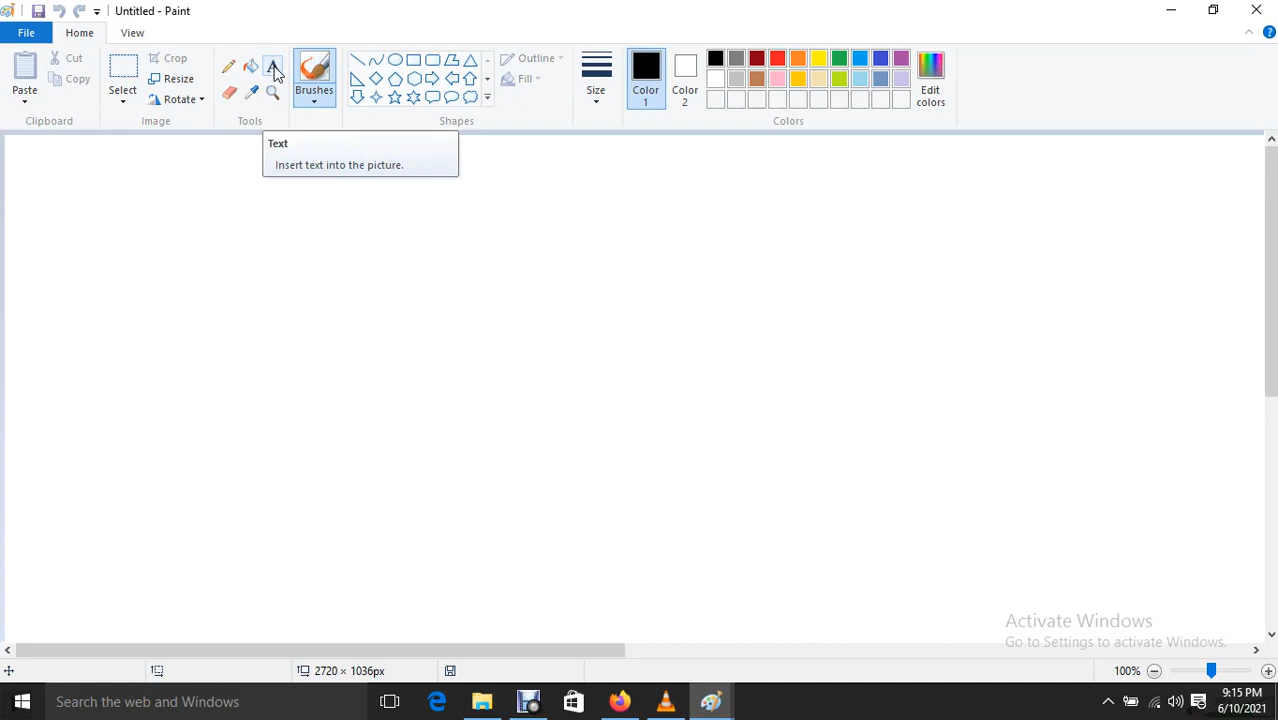 Untitled - Paint
File Home View
Paste
Cut
Copy
Clipboard
Select
Crop
Resize
Rotate
Image
Tools
Brushes
Shapes
Outline
Fill
Size
Color 1
Color 2
Colors
Edit colors
Text
Insert text into the picture.
Activate Windows
Go to Settings to activate Windows.
2720 × 1036px
100%
Search the web and Windows
9:15 PM
6/10/2021